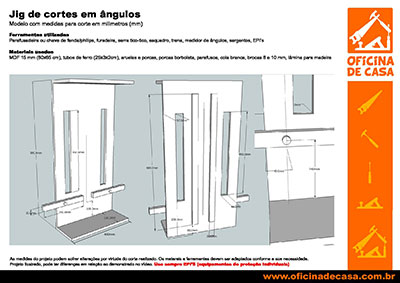 Jig de cortes em ângulos
Modelo com medidas para corte em milímetros (mm)
Ferramentas utilizadas
Parafusadeira ou chave de fenda/phillips, furadeira, serra tico-tico, esquadro, trena, medidor de ângulos, sargentos, EPI's
Materiais usados
MDF 15 mm (80x65 cm), tubos de ferro (25x3x2cm), arruelas e porcas, porcas borboleta, parafusos, cola branca, brocas 8 e 10 mm, lâmina para madeira
OFICINA
DE CASA
As medidas do projeto podem sofrer alterações por virtude do corte realizado. Os materiais e ferramentas devem ser adaptados conforme a sua necessidade.
Projeto ilustrado, pode ter diferenças em relação ao demonstrado no vídeo. Use sempre EPI'S (equipamentos de proteção individuais)
www.oficinadecasa.com.br